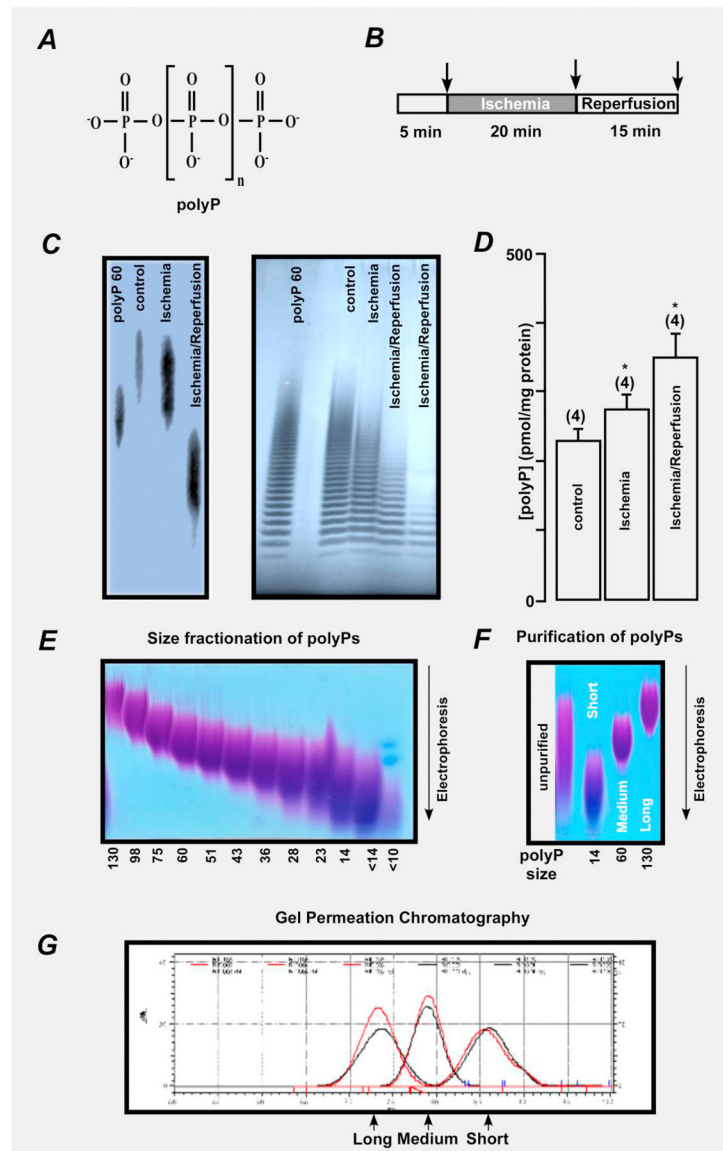 A
O O O
⁻O P O P O P O⁻
O⁻ O⁻ O⁻
n
polyP
B
Ischemia Reperfusion
5 min 20 min 15 min
C
polyP 60
control
Ischemia
Ischemia/Reperfusion
polyP 60
control
Ischemia
Ischemia/Reperfusion
Ischemia/Reperfusion
D
500
0
[polyP] (pmol/mg protein)
(4)
*
(4)
*
(4)
control
Ischemia
Ischemia/Reperfusion
E
Size fractionation of polyPs
Electrophoresis
130 98 75 60 51 43 36 28 23 14 <14 <10
F
Purification of polyPs
unpurified
Short
Medium
Long
Electrophoresis
polyP size
14 60 130
G
Gel Permeation Chromatography
Long Medium Short